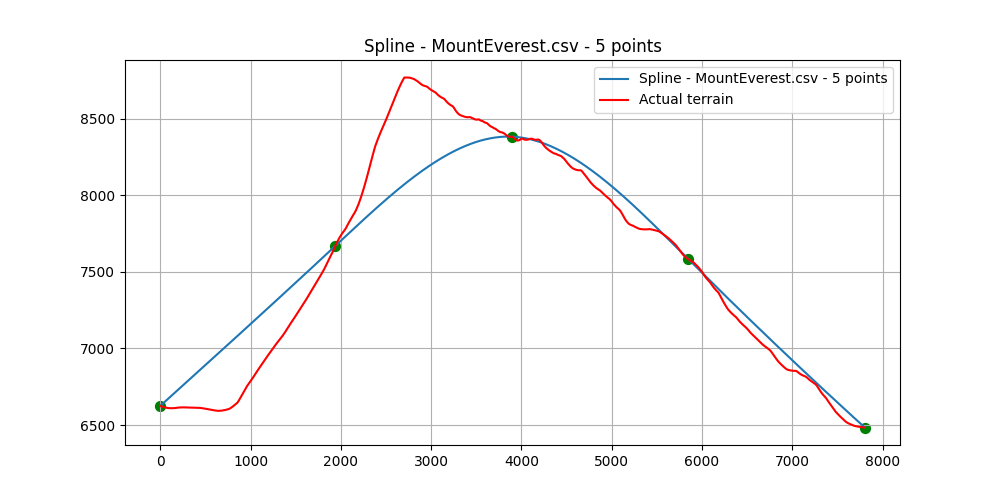 Spline - MountEverest.csv - 5 points
Spline - MountEverest.csv - 5 points
Actual terrain
8500
8000
7500
7000
6500
0 1000 2000 3000 4000 5000 6000 7000 8000